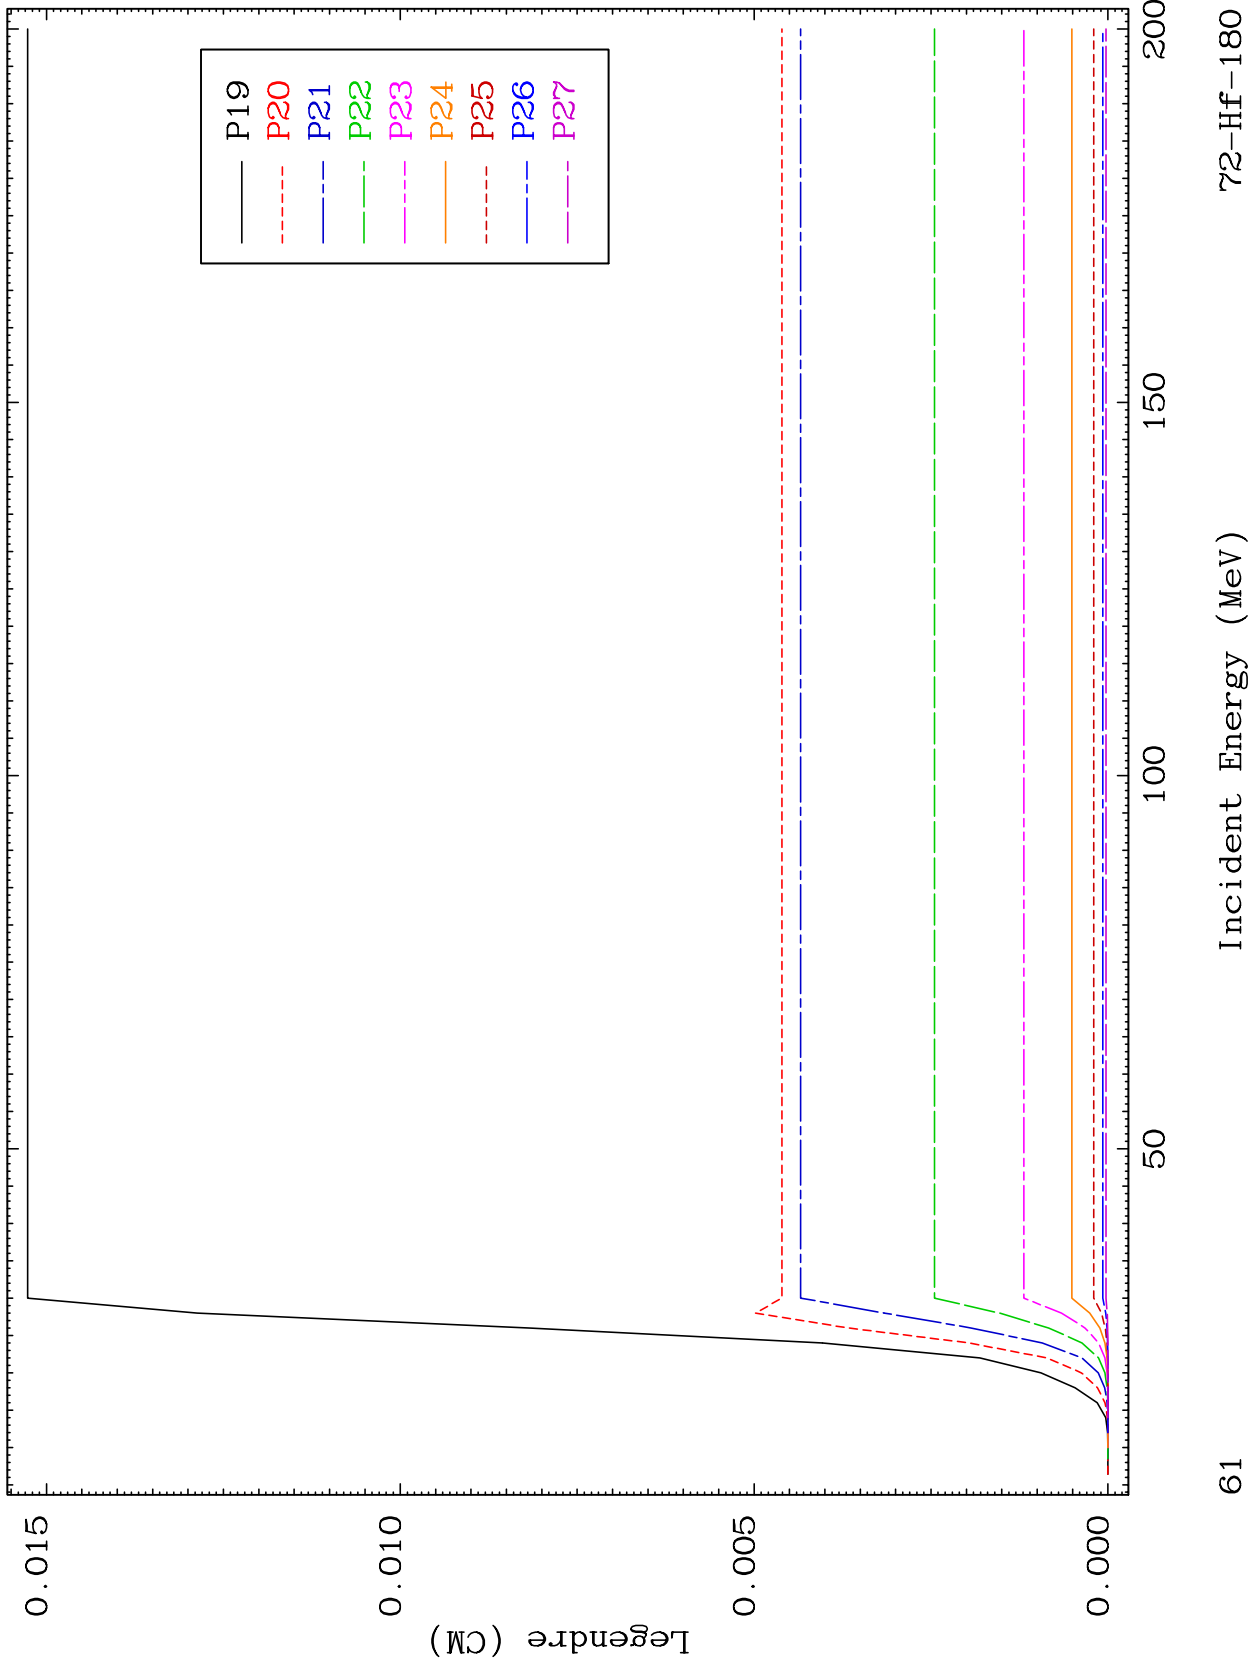 P19
P20
P21
P22
P23
P24
P25
P26
P27
0.015
0.010
0.005
0.000
Legendre (CM)
50
100
150
200
Incident Energy (MeV)
61
72-Hf-180